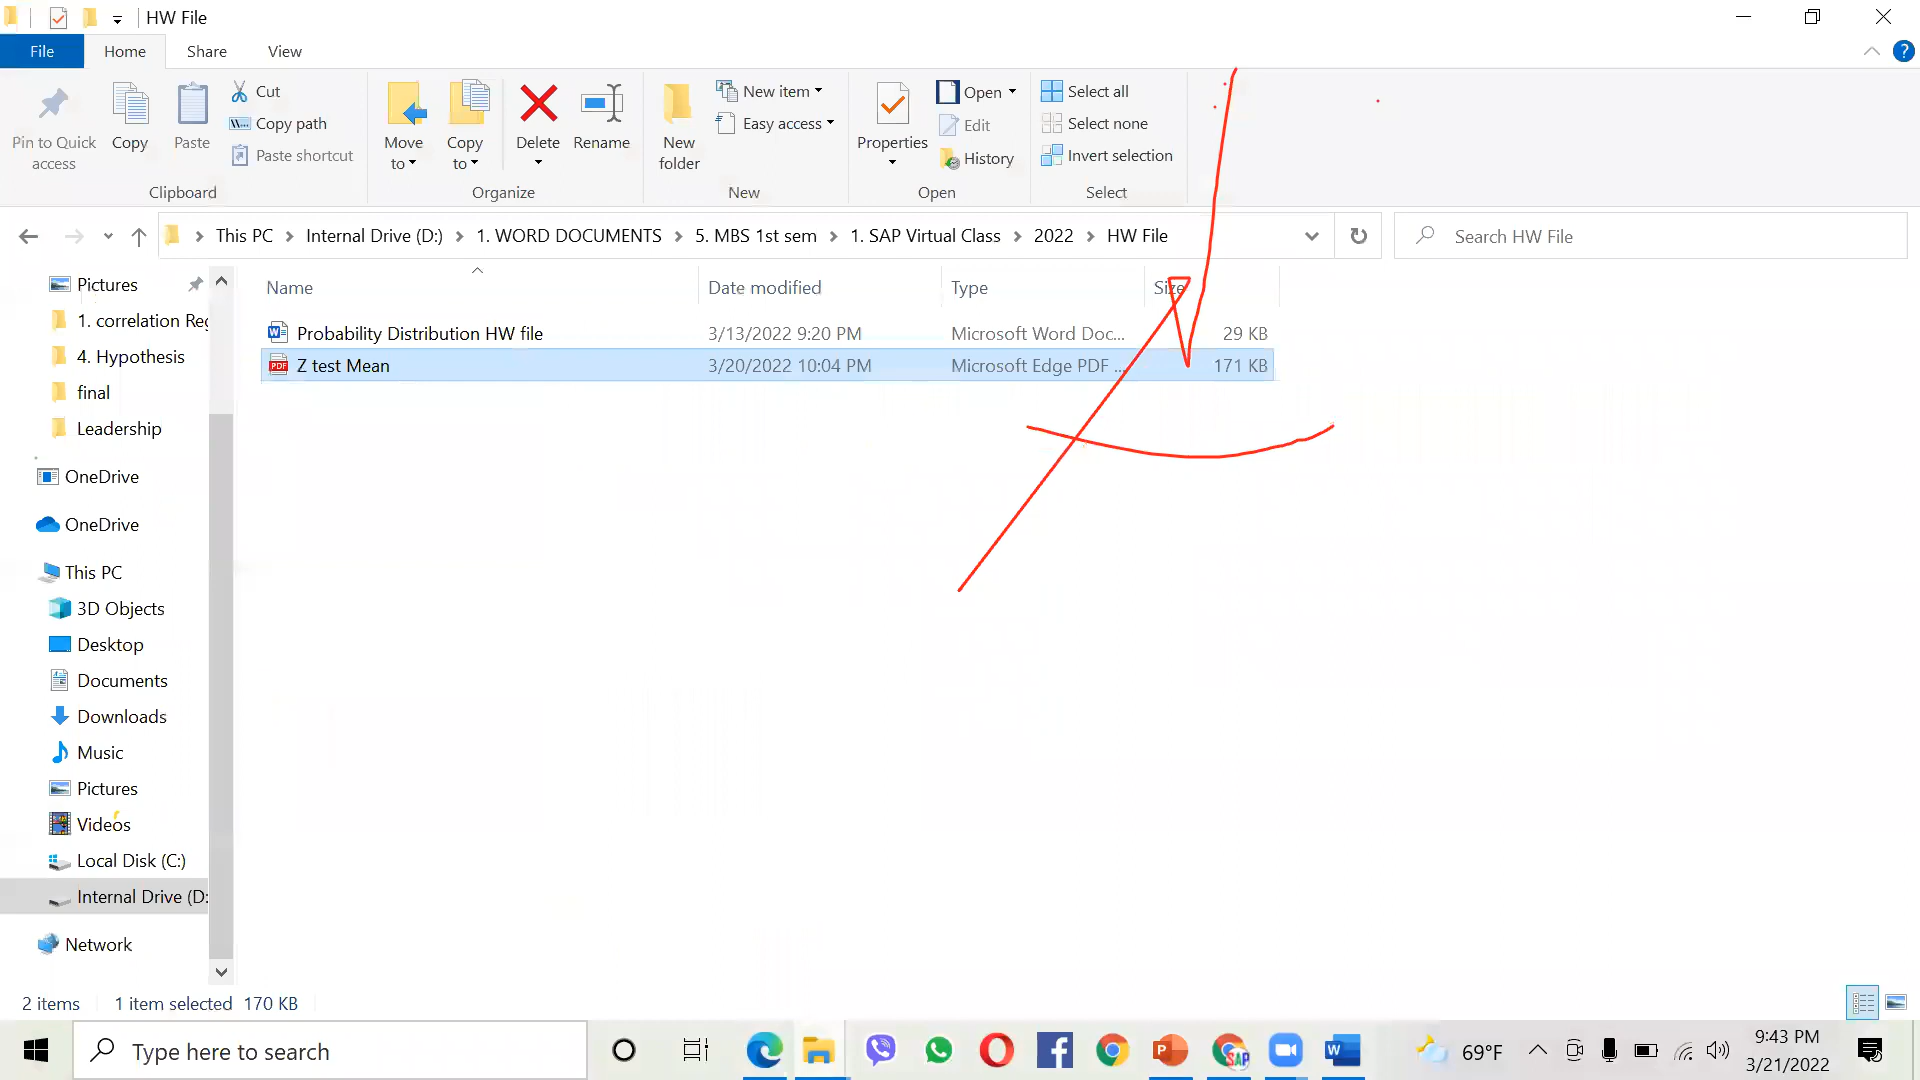 HW File
File Home Share View
Pin to Quick access
Copy
Paste
Cut
Copy path
Paste shortcut
Clipboard
Move to
Copy to
Delete
Rename
Organize
New folder
New item
Easy access
New
Properties
Open
Edit
History
Open
Select all
Select none
Invert selection
Select
This PC Internal Drive (D:) 1. WORD DOCUMENTS 5. MBS 1st sem 1. SAP Virtual Class 2022 HW File
Search HW File
Name Date modified Type Size
Probability Distribution HW file 3/13/2022 9:20 PM Microsoft Word Doc... 29 KB
PDF Z test Mean 3/20/2022 10:04 PM Microsoft Edge PDF ... 171 KB
Pictures
1. correlation Reg
4. Hypothesis
final
Leadership
OneDrive
OneDrive
This PC
3D Objects
Desktop
Documents
Downloads
Music
Pictures
Videos
Local Disk (C:)
Internal Drive (D:
Network
2 items 1 item selected 170 KB
Type here to search
SAP
69°F
9:43 PM
3/21/2022